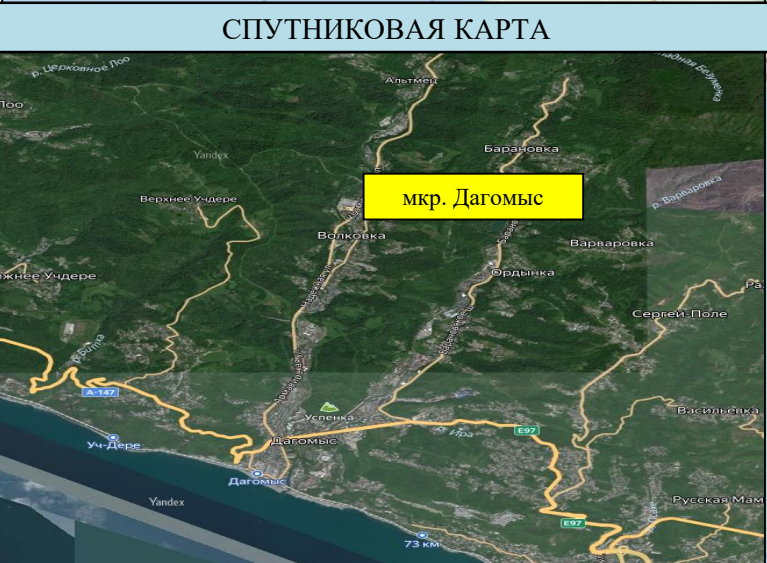 СПУТНИКОВАЯ КАРТА
р. Церковное Лоо
Альтмец
Лоо
Yandex
Барановка
р. Варваровка
мкр. Дагомыс
Верхнее Учдере
Волковка
Варваровка
Ордынка
Сергей-Поле
р. Битха
А-147
Успенка
Васильевка
Уч-Дере
Дагомыс
E97
Дагомыс
Yandex
Русская Мам
E97
73 км